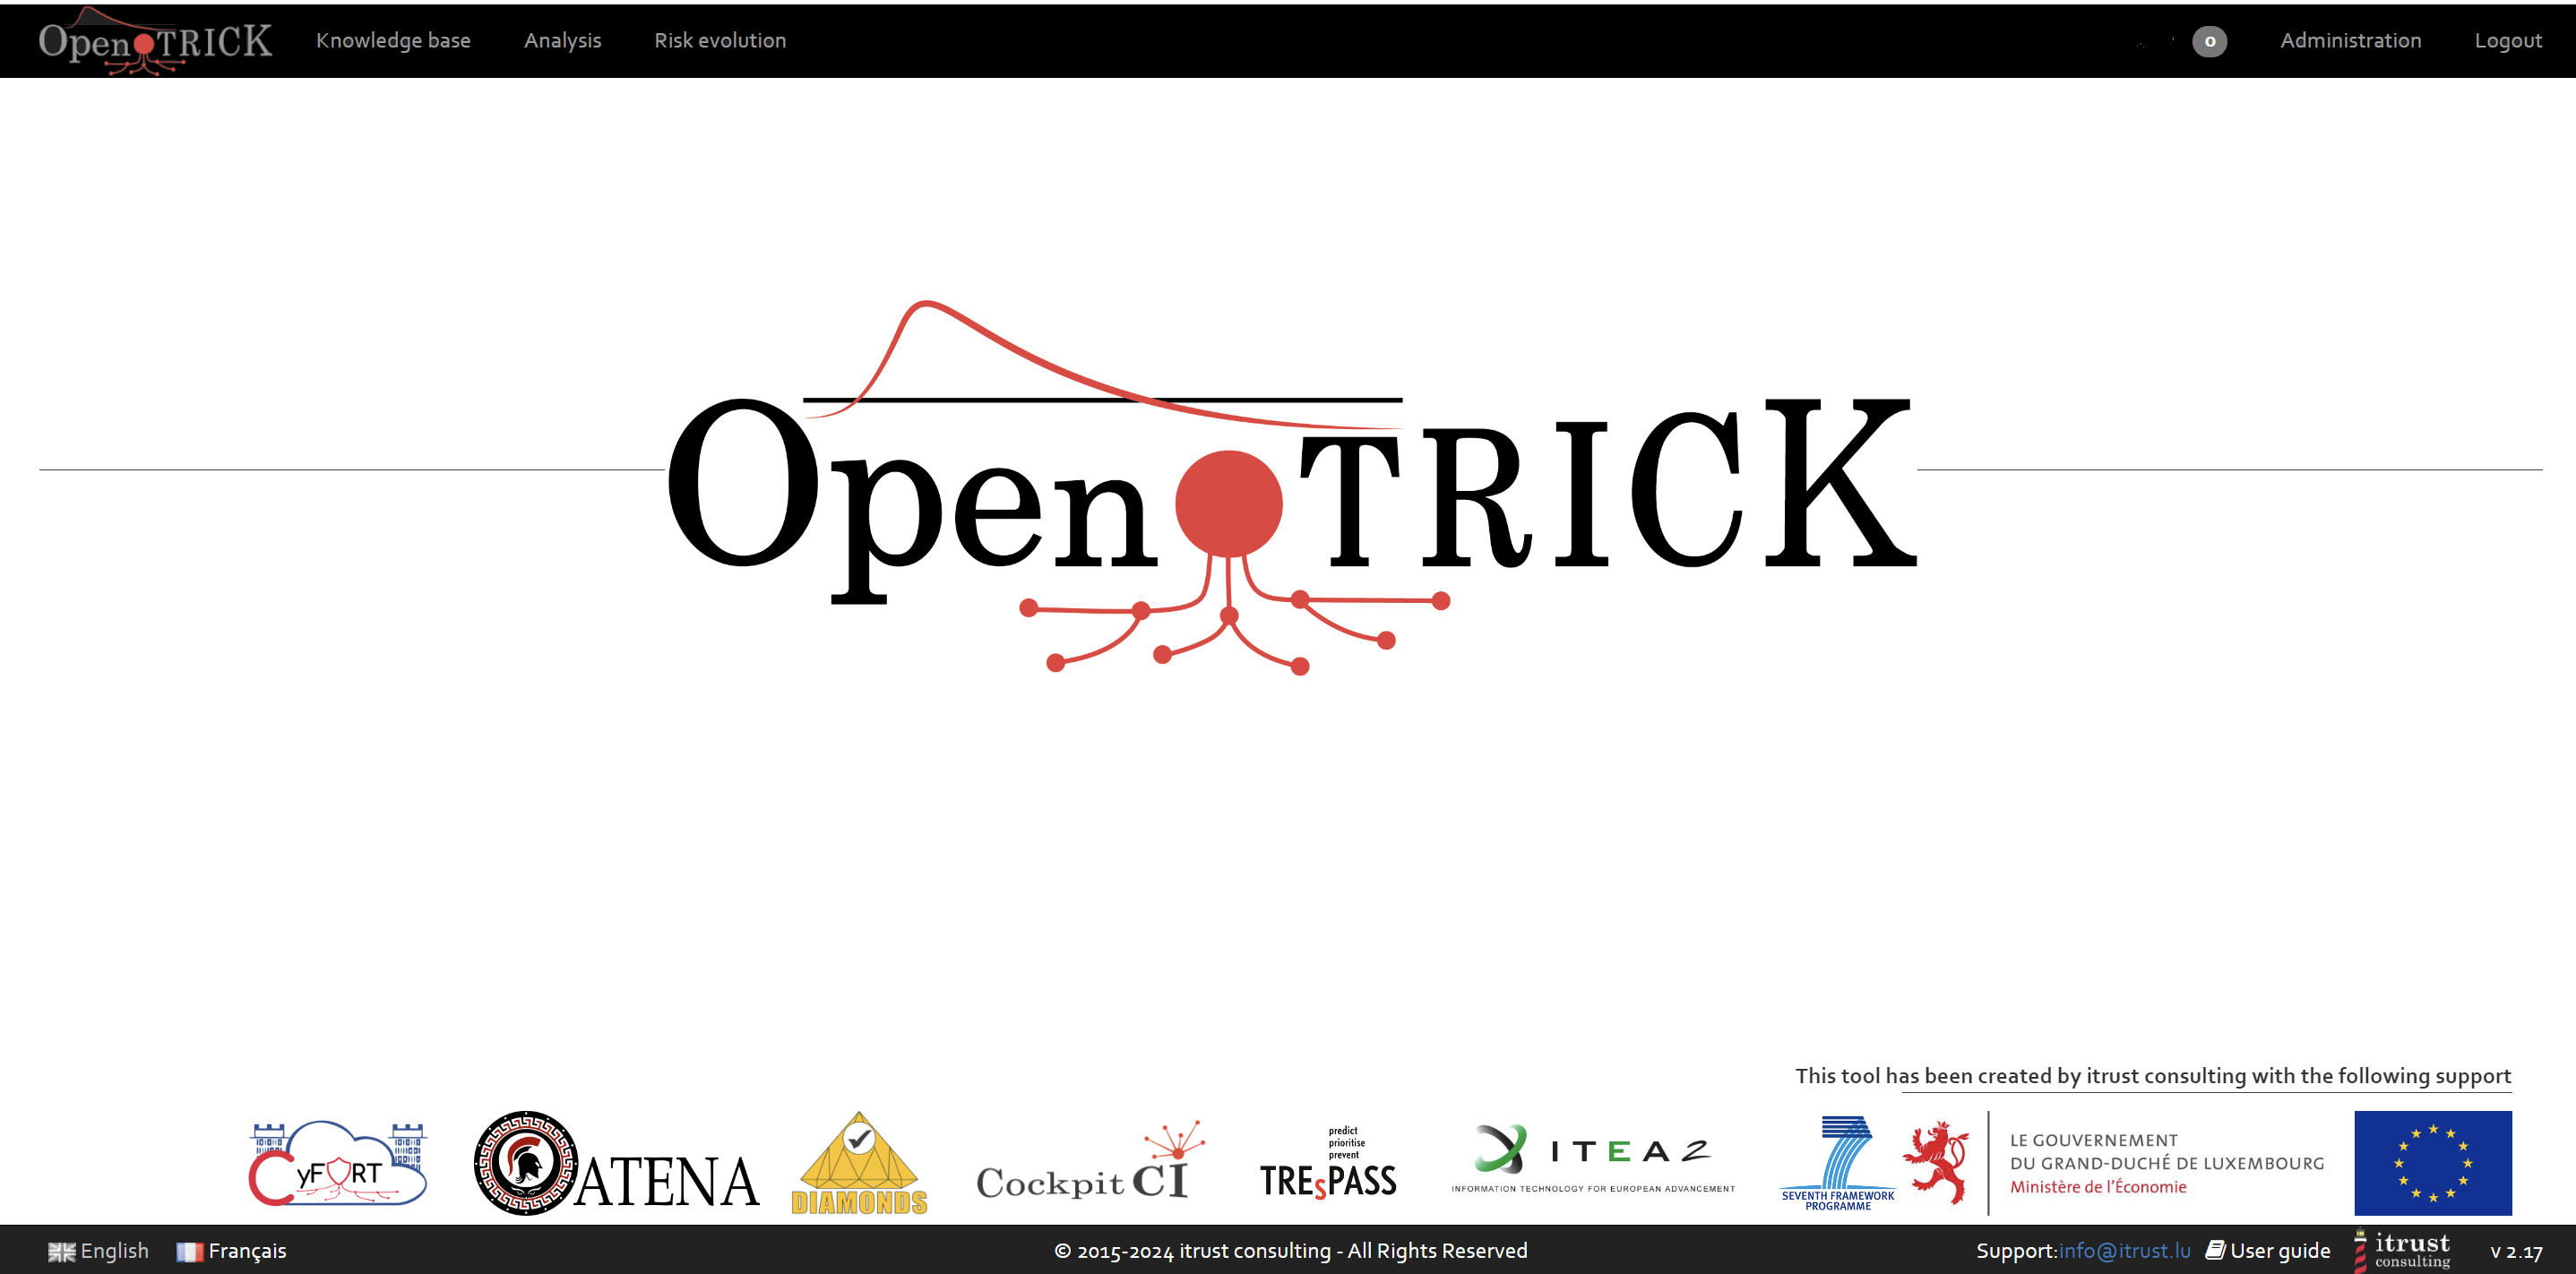 OpenTRICK Knowledge base Analysis Risk evolution 0 Administration Logout
OpenTRICK
This tool has been created by itrust consulting with the following support
CyFORT
ATENA
DIAMONDS
Cockpit CI
predict
prioritise
prevent
TREsPASS
ITEA2
INFORMATION TECHNOLOGY FOR EUROPEAN ADVANCEMENT
7
SEVENTH FRAMEWORK
PROGRAMME
LE GOUVERNEMENT
DU GRAND-DUCHÉ DE LUXEMBOURG
Ministère de l'Économie
English Français © 2015-2024 itrust consulting - All Rights Reserved Support:info@itrust.lu User guide itrust consulting v 2.17